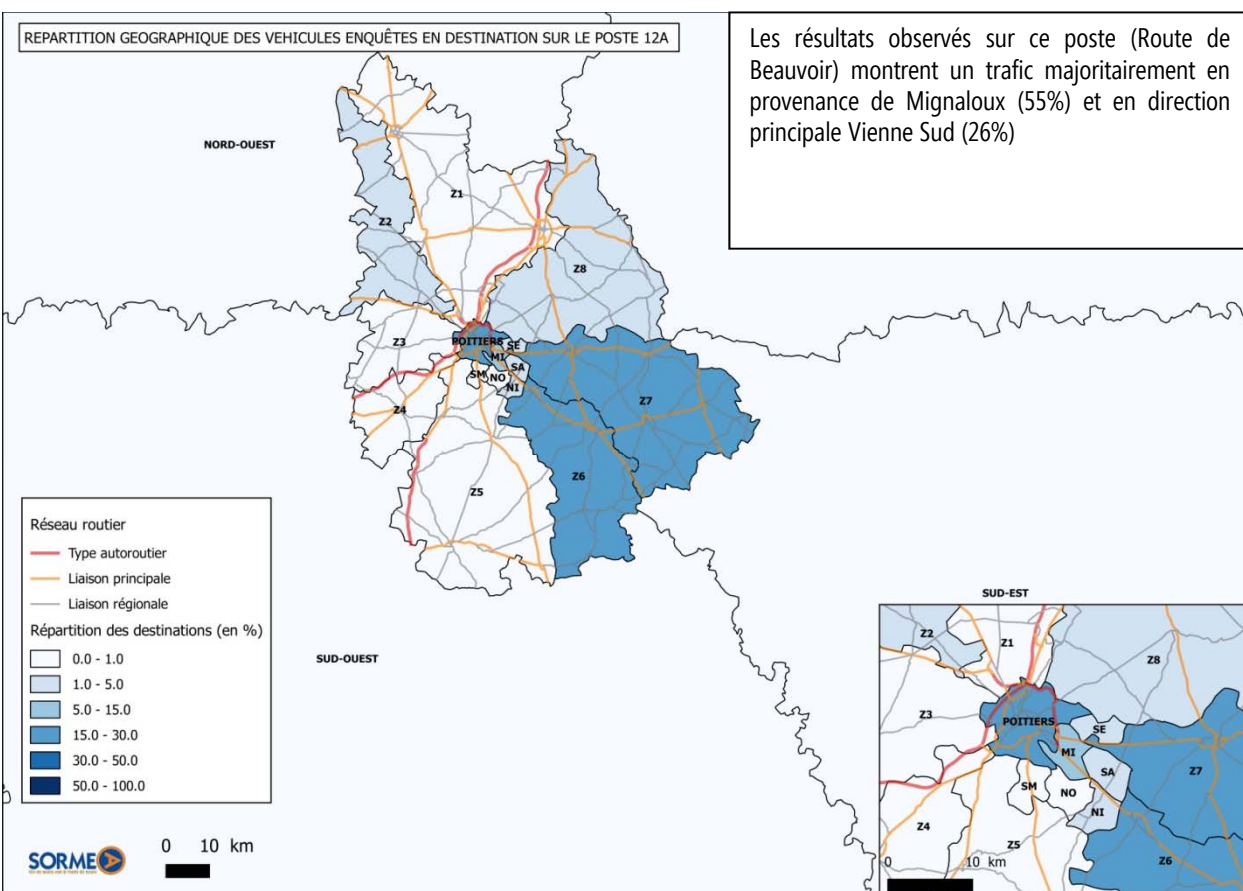 REPARTITION GEOGRAPHIQUE DES VEHICULES ENQUÊTES EN DESTINATION SUR LE POSTE 12A
Les résultats observés sur ce poste (Route de
Beauvoir) montrent un trafic majoritairement en
provenance de Mignaloux (55%) et en direction
principale Vienne Sud (26%)
NORD-OUEST
Z1
Z2
Z8
Z3
POITIERS
SE
MI
SA
SM
NO
NI
Z4
Z7
Z6
Z5
SUD-EST
SUD-OUEST
Réseau routier
Type autoroutier
Liaison principale
Liaison régionale
Répartition des destinations (en %)
0.0 - 1.0
1.0 - 5.0
5.0 - 15.0
15.0 - 30.0
30.0 - 50.0
50.0 - 100.0
SORMEA
0 10 km
Z2
Z1
Z8
Z3
POITIERS
SE
MI
SA
Z7
SM
NO
NI
Z4
Z5
Z6
0 10 km